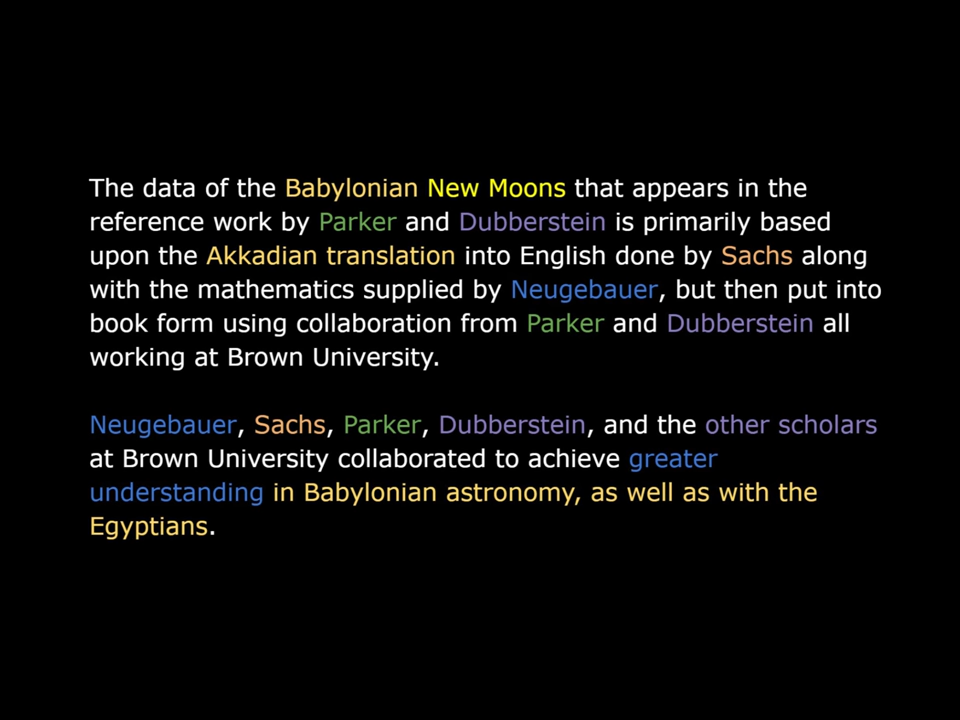 The data of the Babylonian New Moons that appears in the
reference work by Parker and Dubberstein is primarily based
upon the Akkadian translation into English done by Sachs along
with the mathematics supplied by Neugebauer, but then put into
book form using collaboration from Parker and Dubberstein all
working at Brown University.
Neugebauer, Sachs, Parker, Dubberstein, and the other scholars
at Brown University collaborated to achieve greater
understanding in Babylonian astronomy, as well as with the
Egyptians.